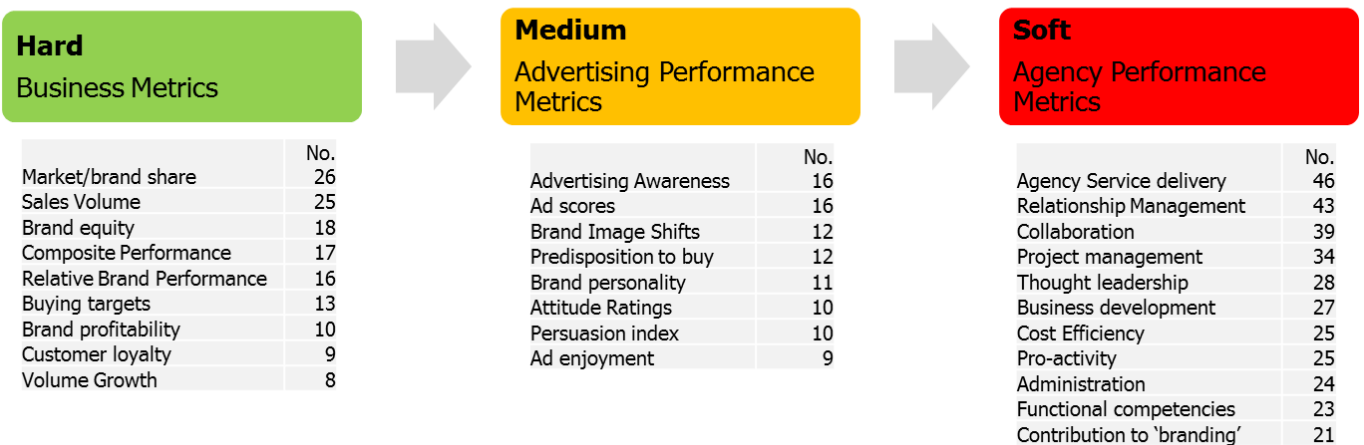 Hard
Business Metrics
No.
Market/brand share 26
Sales Volume 25
Brand equity 18
Composite Performance 17
Relative Brand Performance 16
Buying targets 13
Brand profitability 10
Customer loyalty 9
Volume Growth 8
Medium
Advertising Performance
Metrics
No.
Advertising Awareness 16
Ad scores 16
Brand Image Shifts 12
Predisposition to buy 12
Brand personality 11
Attitude Ratings 10
Persuasion index 10
Ad enjoyment 9
Soft
Agency Performance
Metrics
No.
Agency Service delivery 46
Relationship Management 43
Collaboration 39
Project management 34
Thought leadership 28
Business development 27
Cost Efficiency 25
Pro-activity 25
Administration 24
Functional competencies 23
Contribution to ‘branding’ 21